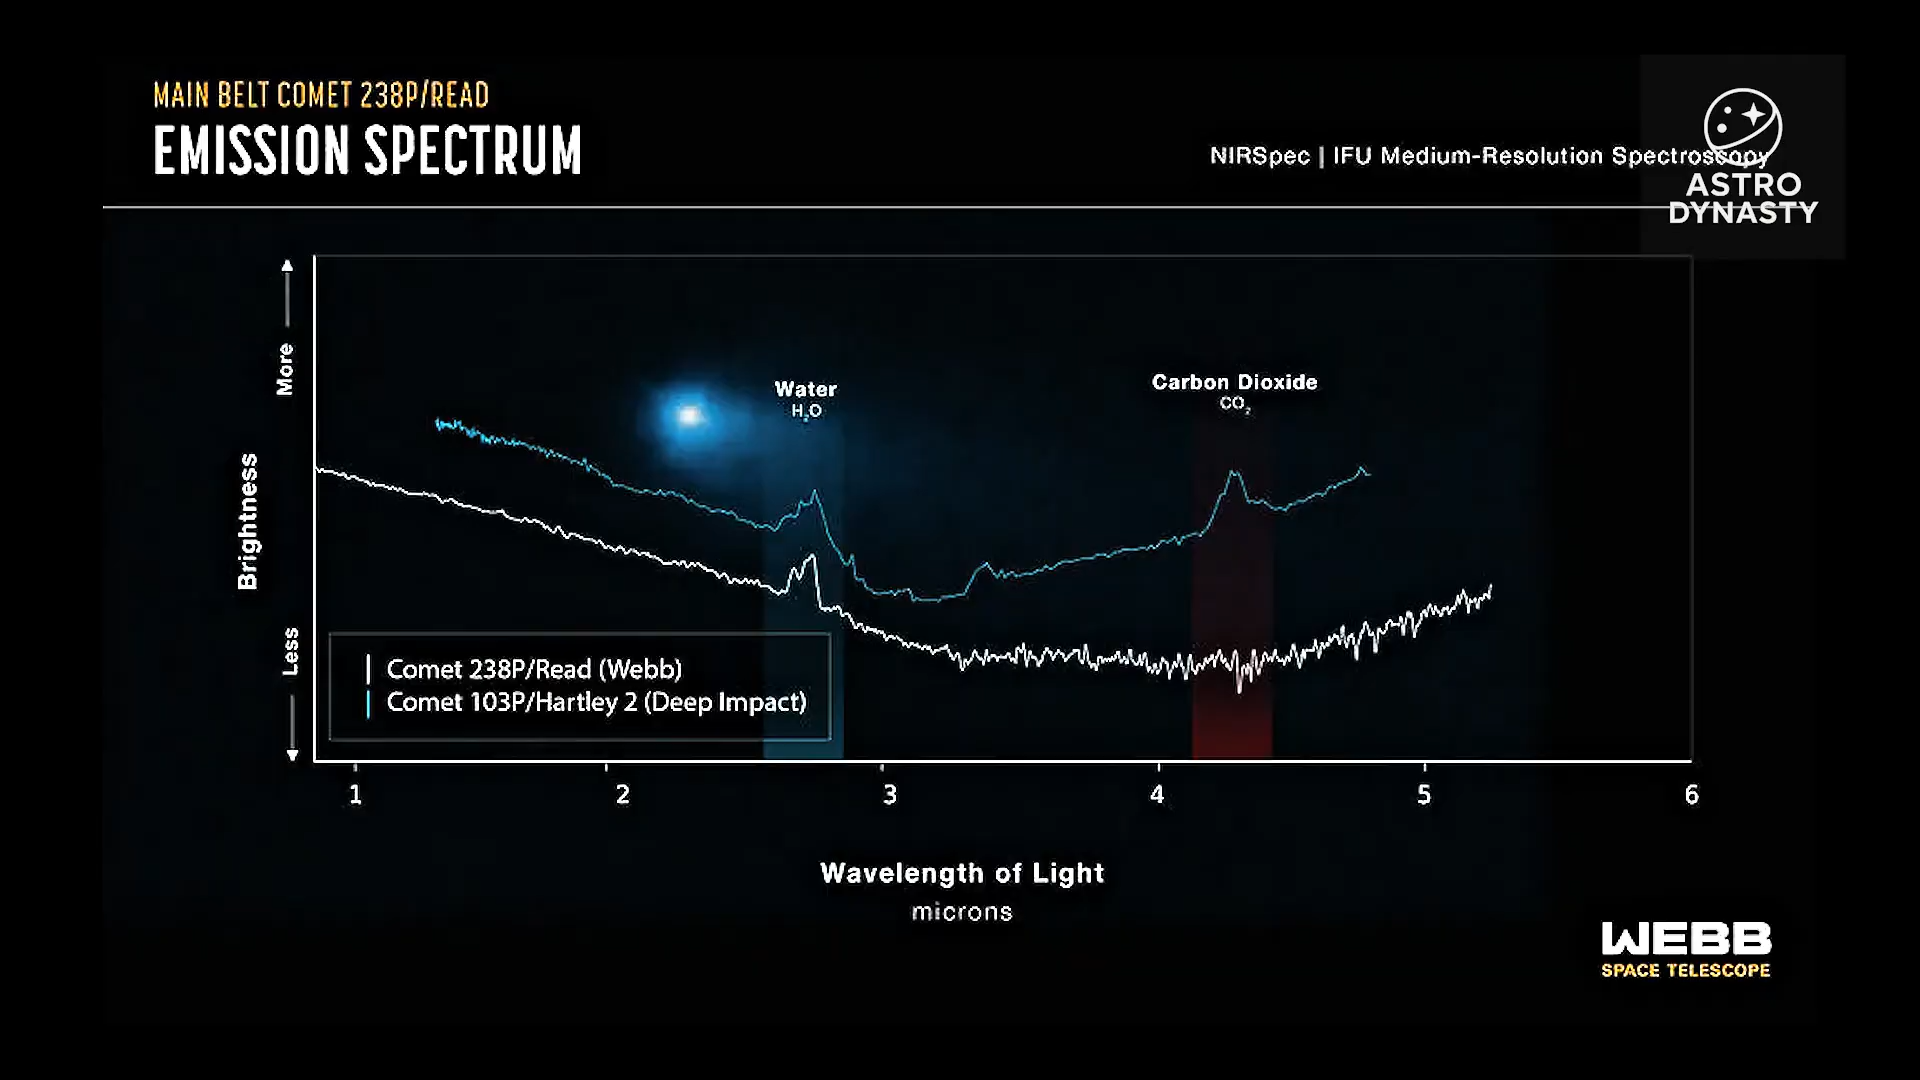 MAIN BELT COMET 238P/READ
EMISSION SPECTRUM
NIRSpec | IFU Medium-Resolution Spectroscopy
ASTRO
DYNASTY
More
Brightness
Less
Water
H₂O
Carbon Dioxide
CO₂
Comet 238P/Read (Webb)
Comet 103P/Hartley 2 (Deep Impact)
1 2 3 4 5 6
Wavelength of Light
microns
WEBB
SPACE TELESCOPE